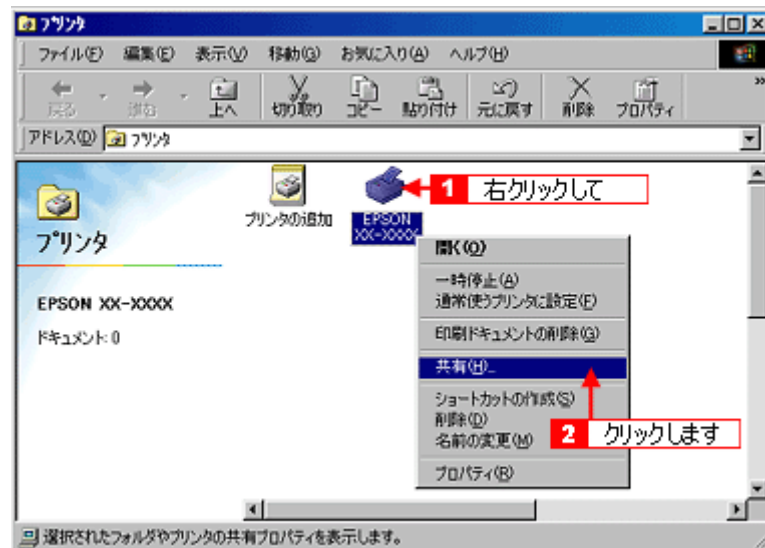 プリンタ
ファイル(F) 編集(E) 表示(V) 移動(G) お気に入り(A) ヘルプ(H)
戻る 進む 上へ 切り取り コピー 貼り付け 元に戻す 削除 プロパティ
アドレス(D) プリンタ
プリンタ
EXPSON XX-XXXX
ドキュメント: 0
プリンタの追加
EPSON
XX-XXXX
1 右クリックして
開く(O)
一時停止(A)
通常使うプリンタに設定(F)
印刷ドキュメントの削除(G)
共有(H)...
ショートカットの作成(S)
削除(D)
名前の変更(M)
2 クリックします
プロパティ(R)
選択されたフォルダやプリンタの共有プロパティを表示します。